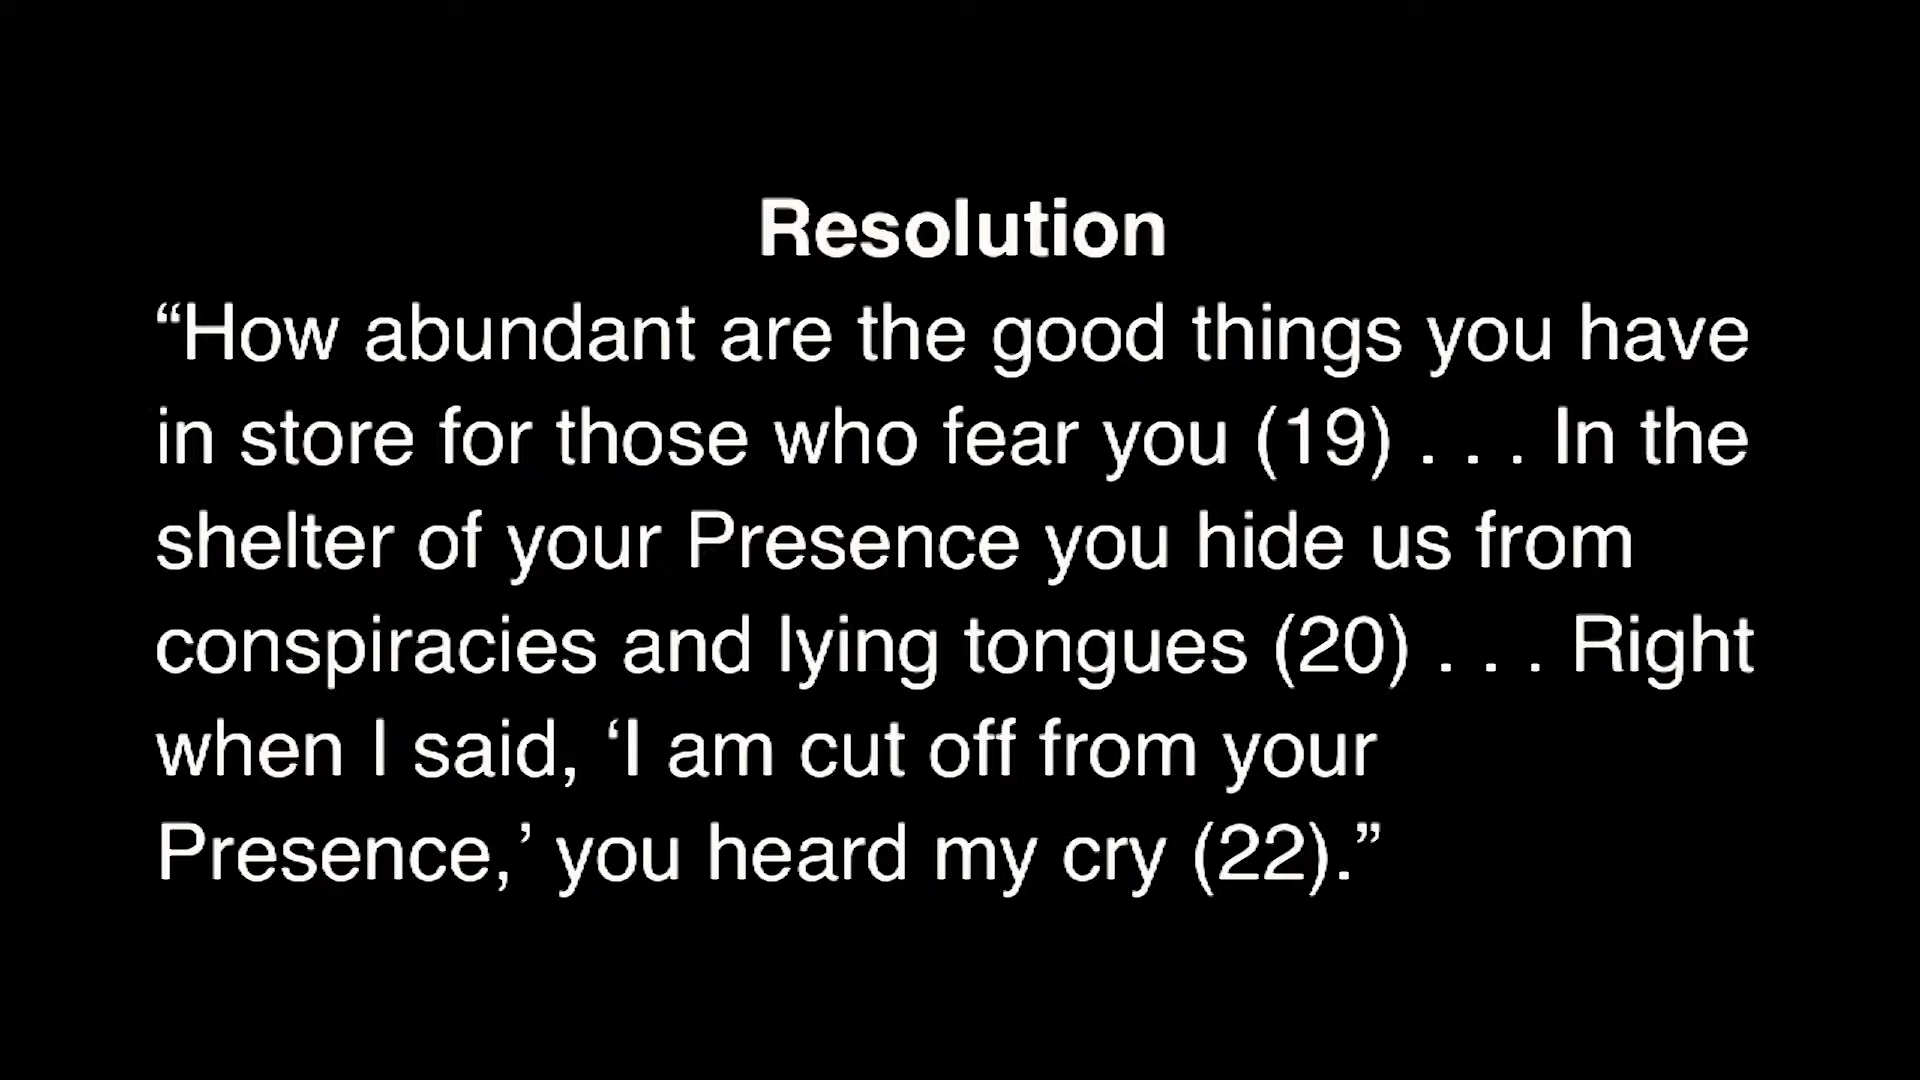 Resolution
“How abundant are the good things you have
in store for those who fear you (19) . . . In the
shelter of your Presence you hide us from
conspiracies and lying tongues (20) . . . Right
when I said, ‘I am cut off from your
Presence,’ you heard my cry (22).”